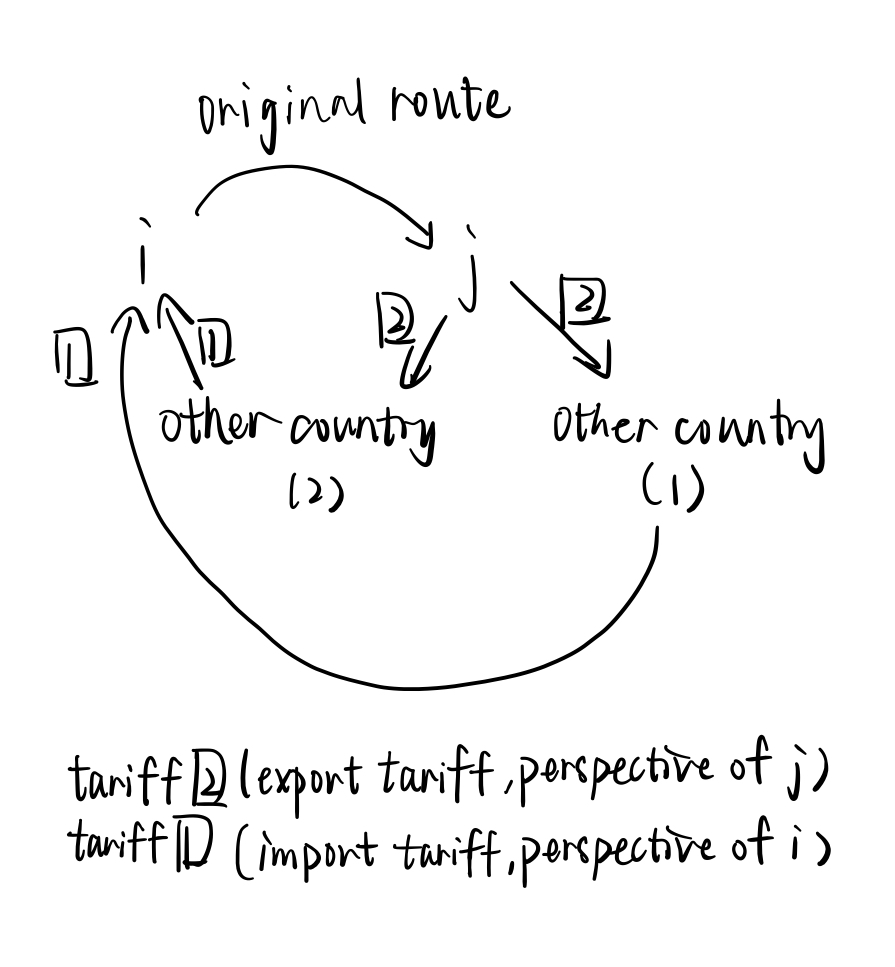 original route
i
j
1
1
2
2
other country
(2)
other country
(1)
tariff 2 (export tariff, perspective of j)
tariff 1 (import tariff, perspective of i)